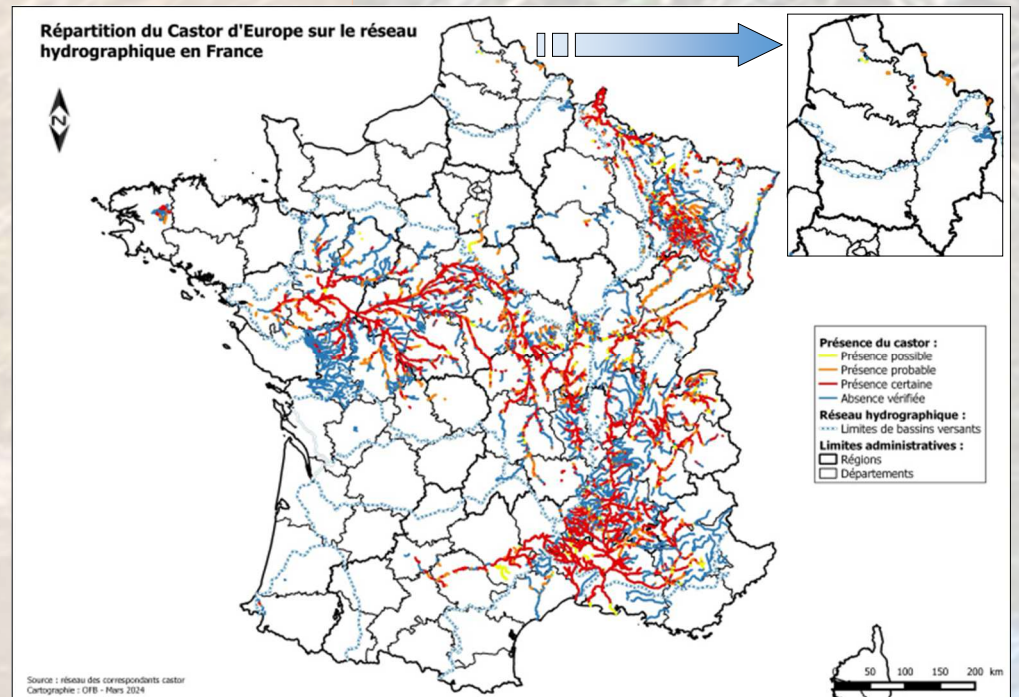 Répartition du Castor d'Europe sur le réseau
hydrographique en France
N
Présence du castor :
Présence possible
Présence probable
Présence certaine
Absence vérifiée
Réseau hydrographique :
Limites de bassins versants
Limites administratives :
Régions
Départements
0 50 100 150 200 km
Source : réseau des correspondants castor
Cartographie : OFB - Mars 2024